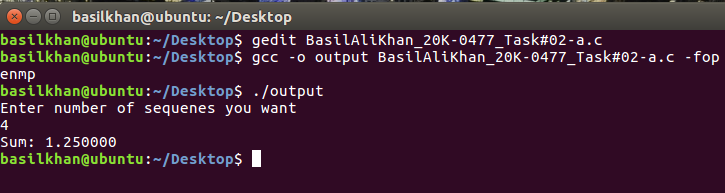 basilkhan@ubuntu: ~/Desktop
basilkhan@ubuntu:~/Desktop$ gedit BasilAliKhan_20K-0477_Task#02-a.c
basilkhan@ubuntu:~/Desktop$ gcc -o output BasilAliKhan_20K-0477_Task#02-a.c -fop
enmp
basilkhan@ubuntu:~/Desktop$ ./output
Enter number of sequenes you want
4
Sum: 1.250000
basilkhan@ubuntu:~/Desktop$